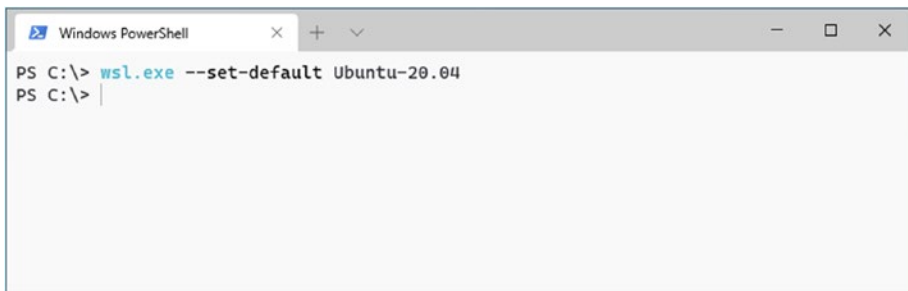 Windows PowerShell
PS C:\> wsl.exe --set-default Ubuntu-20.04
PS C:\>